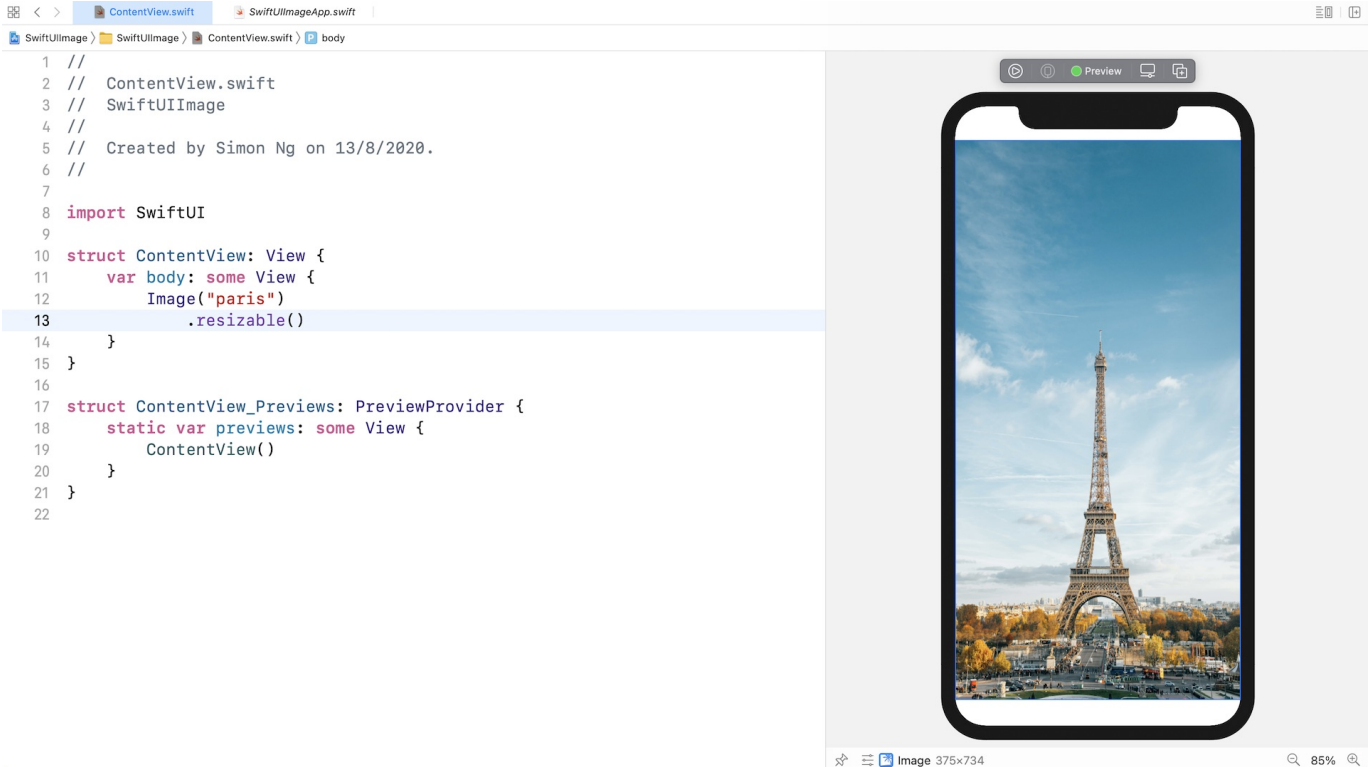 ContentView.swift
SwiftUIImageApp.swift
SwiftUIImage
SwiftUIImage
ContentView.swift
P body
1 //
2 //  ContentView.swift
3 //  SwiftUIImage
4 //
5 //  Created by Simon Ng on 13/8/2020.
6 //
7
8 import SwiftUI
9
10 struct ContentView: View {
11     var body: some View {
12         Image("paris")
13             .resizable()
14     }
15 }
16
17 struct ContentView_Previews: PreviewProvider {
18     static var previews: some View {
19         ContentView()
20     }
21 }
22
Preview
Image 375×734
85%